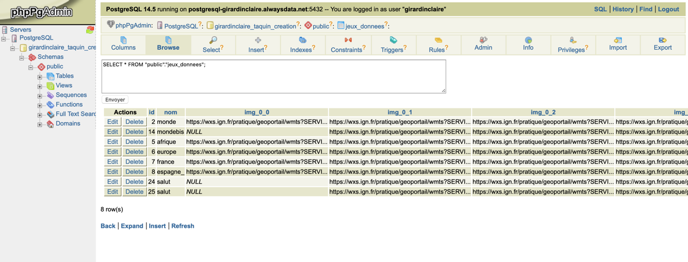 phpPgAdmin
PostgreSQL 14.5 running on postgresql-girardinclaire.alwaysdata.net:5432 -- You are logged in as user "girardinclaire"
SQL | History | Find | Logout
phpPgAdmin: PostgreSQL?: girardinclaire_taquin_creation?: public?: jeux_donnees?:
Servers
PostgreSQL
girardinclaire_taquin_cre
Schemas
public
Tables
Views
Sequences
Functions
Full Text Searc
Domains
Columns Browse Select? Insert? Indexes? Constraints? Triggers? Rules? Admin Info Privileges? Import Export
SELECT * FROM "public"."jeux_donnees";
Envoyer
Actions id nom img_0_0 img_0_1 img_0_2 img_
Edit Delete 2 monde https://wxs.ign.fr/pratique/geoportail/wmts?SERVI... https://wxs.ign.fr/pratique/geoportail/wmts?SERVI... https://wxs.ign.fr/pratique/geoportail/wmts?SERVI... https://wxs.ign.fr/pratique/g
Edit Delete 14 mondebis NULL https://wxs.ign.fr/pratique/geoportail/wmts?SERVI... https://wxs.ign.fr/pratique/geoportail/wmts?SERVI... https://wxs.ign.fr/pratique/g
Edit Delete 5 afrique https://wxs.ign.fr/pratique/geoportail/wmts?SERVI... https://wxs.ign.fr/pratique/geoportail/wmts?SERVI... https://wxs.ign.fr/pratique/geoportail/wmts?SERVI... https://wxs.ign.fr/pratique/g
Edit Delete 6 europe https://wxs.ign.fr/pratique/geoportail/wmts?SERVI... https://wxs.ign.fr/pratique/geoportail/wmts?SERVI... https://wxs.ign.fr/pratique/geoportail/wmts?SERVI... https://wxs.ign.fr/pratique/g
Edit Delete 7 france https://wxs.ign.fr/pratique/geoportail/wmts?SERVI... https://wxs.ign.fr/pratique/geoportail/wmts?SERVI... https://wxs.ign.fr/pratique/geoportail/wmts?SERVI... https://wxs.ign.fr/pratique/g
Edit Delete 8 espagne_ https://wxs.ign.fr/pratique/geoportail/wmts?SERVI... https://wxs.ign.fr/pratique/geoportail/wmts?SERVI... https://wxs.ign.fr/pratique/geoportail/wmts?SERVI... https://wxs.ign.fr/pratique/g
Edit Delete 24 salut NULL https://wxs.ign.fr/pratique/geoportail/wmts?SERVI... https://wxs.ign.fr/pratique/geoportail/wmts?SERVI... https://wxs.ign.fr/pratique/g
Edit Delete 25 salut NULL https://wxs.ign.fr/pratique/geoportail/wmts?SERVI... https://wxs.ign.fr/pratique/geoportail/wmts?SERVI... https://wxs.ign.fr/pratique/g
8 row(s)
Back | Expand | Insert | Refresh